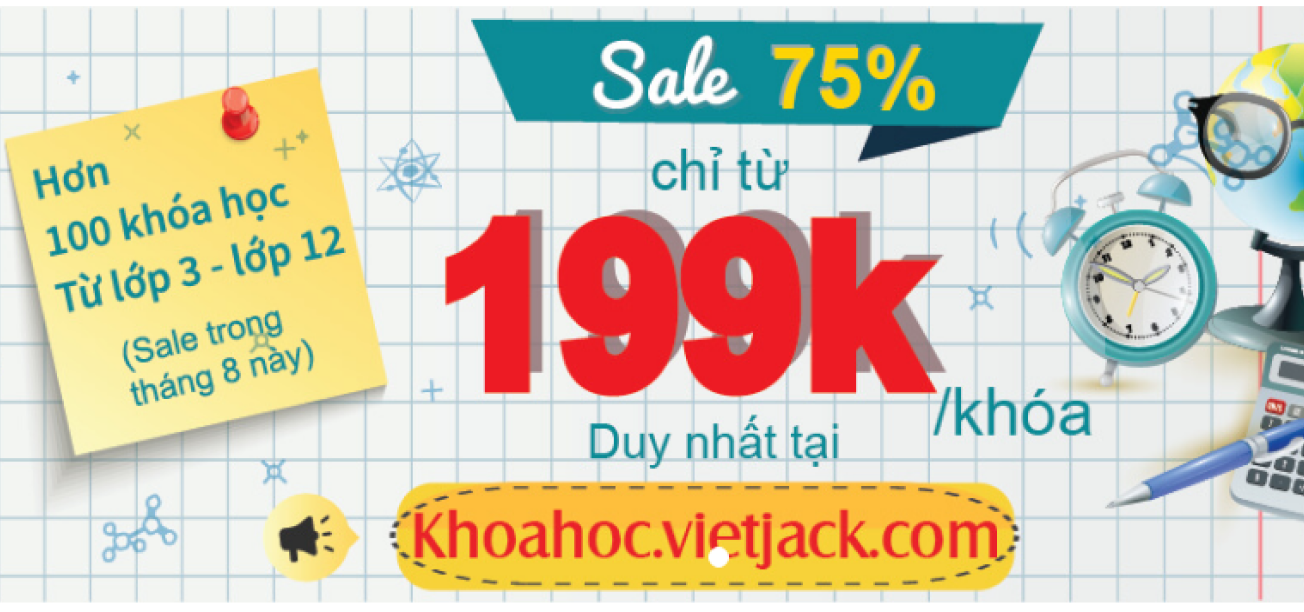 Sale 75%
chỉ từ
199k
/khóa
Duy nhất tại
Khoahoc.vietjack.com
Hơn
100 khóa học
Từ lớp 3 - lớp 12
(Sale trong
tháng 8 này)